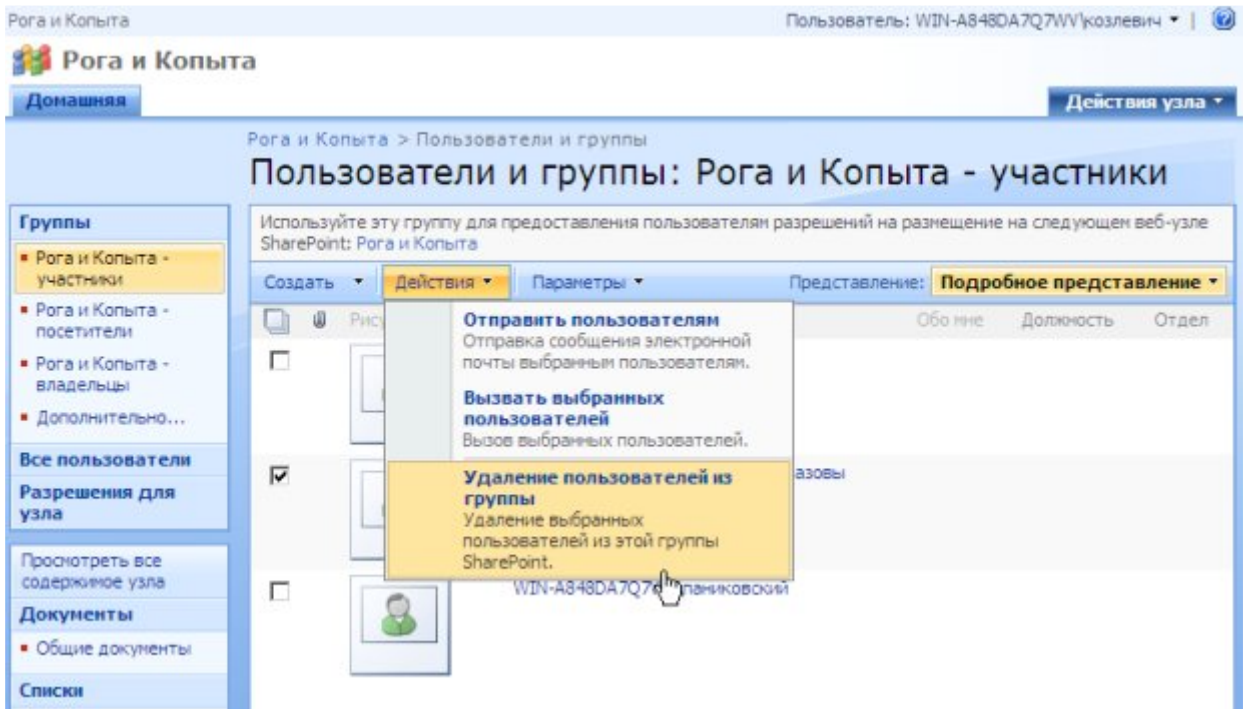 Рога и Копыта
Пользователь: WIN-A848DA7Q7WV\козлевич
Рога и Копыта
Домашняя
Действия узла
Рога и Копыта > Пользователи и группы
Пользователи и группы: Рога и Копыта - участники
Группы
Рога и Копыта -
участники
Рога и Копыта -
посетители
Рога и Копыта -
владельцы
Дополнительно...
Все пользователи
Разрешения для
узла
Просмотреть все
содержимое узла
Документы
Общие документы
Списки
Используйте эту группу для предоставления пользователям разрешений на размещение на следующем веб-узле
SharePoint: Рога и Копыта
Создать Действия Параметры Представление: Подробное представление
Обо мне Должность Отдел
Отправить пользователям
Отправка сообщения электронной
почты выбранным пользователям.
Вызвать выбранных
пользователей
Вызов выбранных пользователей.
Удаление пользователей из
группы
Удаление выбранных
пользователей из этой группы
SharePoint.